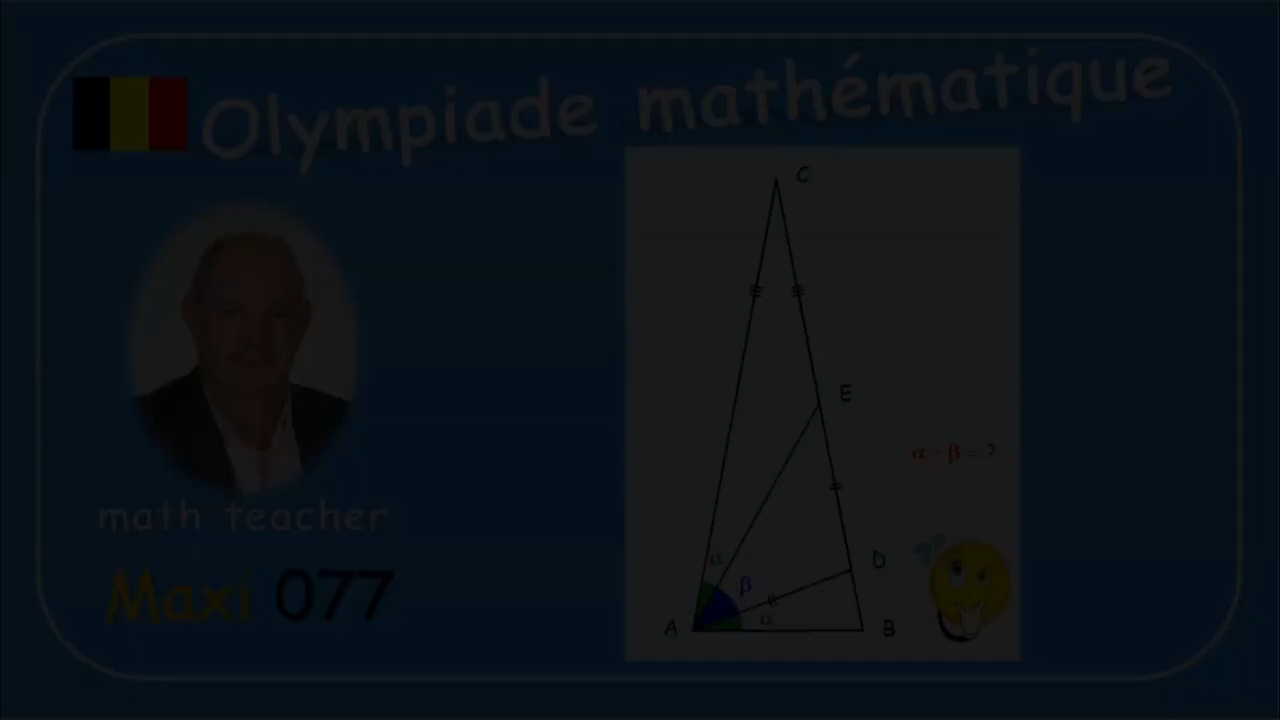 Olympiade mathématique
C
E
α - β = ?
D
α
β
α
A
B
??
math teacher
Maxi 077